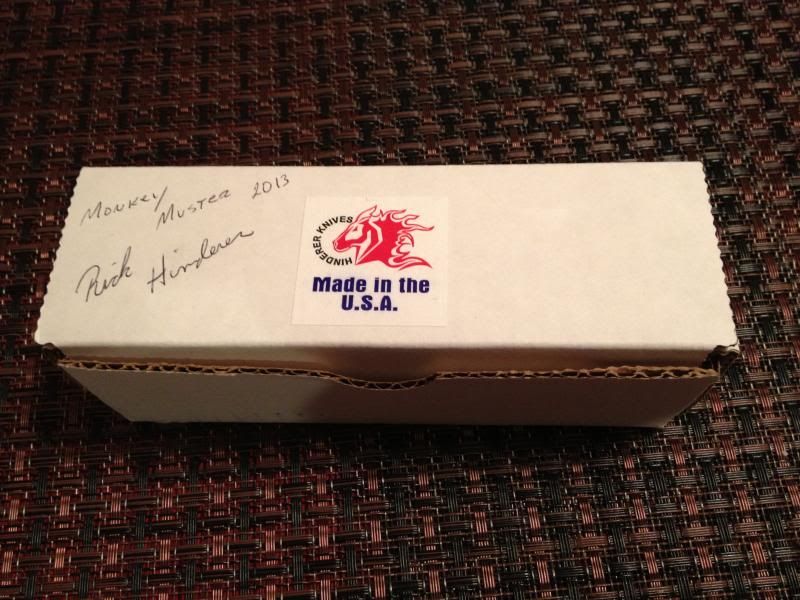 Monkey Muster 2013
Rick Hinderer
HINDERER KNIVES
Made in the
U.S.A.